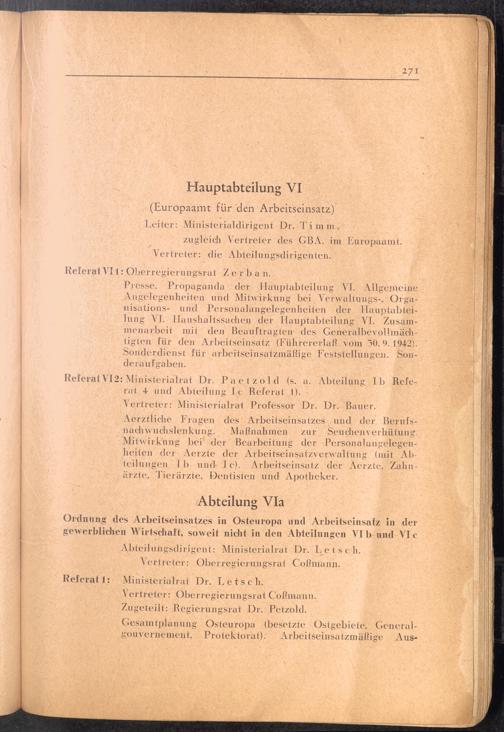 271
Hauptabteilung VI
(Europaamt für den Arbeitseinsatz)
Leiter: Ministerialdirigent Dr. Timm,
zugleich Vertreter des GBA. im Europaamt.
Vertreter: die Abteilungsdirigenten.
Referat VI 1: Oberregierungsrat Zerban.
Presse, Propaganda der Hauptabteilung VI. Allgemeine
Angelegenheiten und Mitwirkung bei Verwaltungs-, Orga-
nisations- und Personalangelegenheiten der Hauptabtei-
lung VI. Haushaltssachen der Hauptabteilung VI. Zusam-
menarbeit mit den Beauftragten des Generalbevollmäch-
tigten für den Arbeitseinsatz (Führererlaß vom 30. 9. 1942).
Sonderdienst für arbeitseinsatzmäßige Feststellungen. Son-
deraufgaben.
Referat VI 2: Ministerialrat Dr. Paetzold (s. a. Abteilung I b Refe-
rat 4 und Abteilung I c Referat 1).
Vertreter: Ministerialrat Professor Dr. Dr. Bauer.
Aerztliche Fragen des Arbeitseinsatzes und der Berufs-
nachwuchslenkung. Maßnahmen zur Seuchenverhütung.
Mitwirkung bei der Bearbeitung der Personalangelegen-
heiten der Aerzte der Arbeitseinsatzverwaltung (mit Ab-
teilungen I b und I c). Arbeitseinsatz der Aerzte, Zahn-
ärzte, Tierärzte, Dentisten und Apotheker.
Abteilung VIa
Ordnung des Arbeitseinsatzes in Osteuropa und Arbeitseinsatz in der
gewerblichen Wirtschaft, soweit nicht in den Abteilungen VI b und VI c
Abteilungsdirigent: Ministerialrat Dr. Letsch.
Vertreter: Oberregierungsrat Coßmann.
Referat 1: Ministerialrat Dr. Letsch.
Vertreter: Oberregierungsrat Coßmann.
Zugeteilt: Regierungsrat Dr. Petzold.
Gesamtplanung Osteuropa (besetzte Ostgebiete, General-
gouvernement, Protektorat). Arbeitseinsatzmäßige Aus-